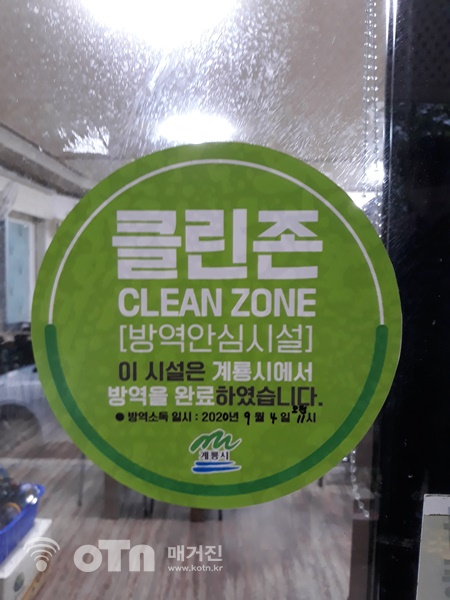 클린존
CLEAN ZONE
[방역안심시설]
이 시설은 계룡시에서
방역을 완료하였습니다.
● 방역소독 일시 : 2020년 9월 4일 11시
계룡시
oTn 매거진
www.kotn.kr